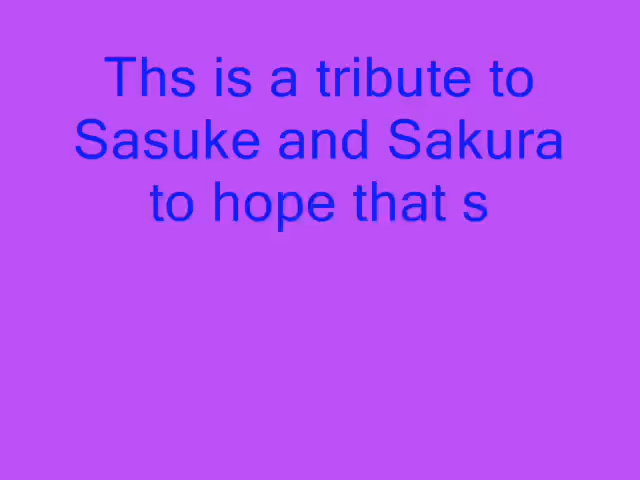 Ths is a tribute to
Sasuke and Sakura
to hope that s